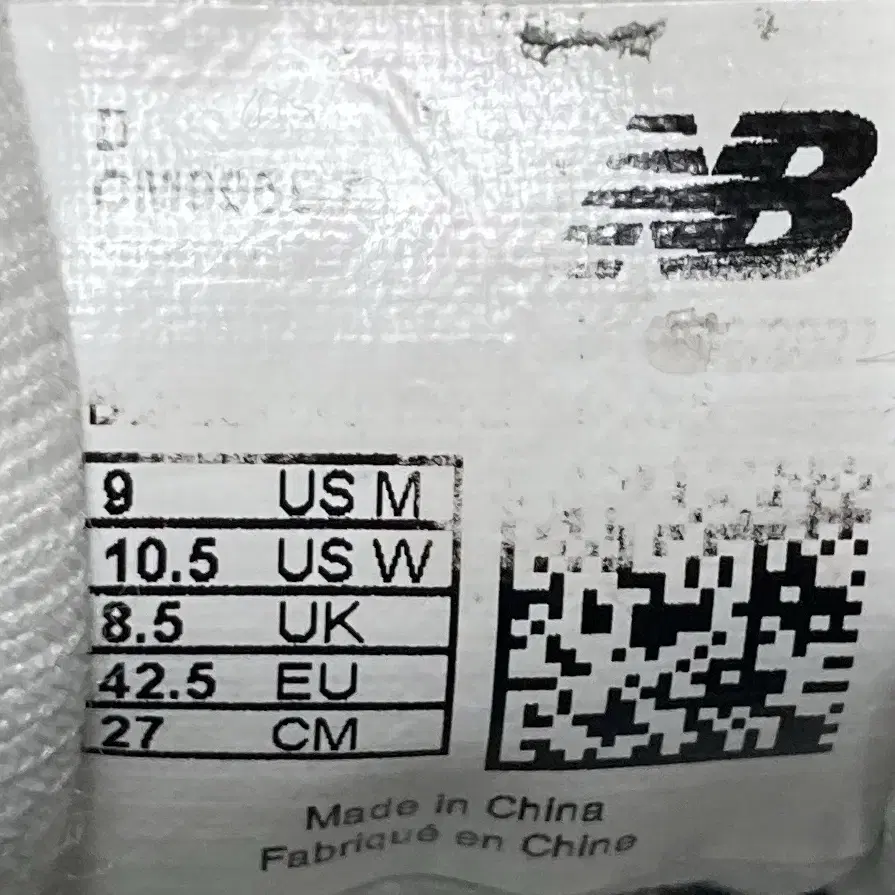 NB
D
9 US M
10.5 US W
8.5 UK
42.5 EU
27 CM
Made in China
Fabriqué en Chine